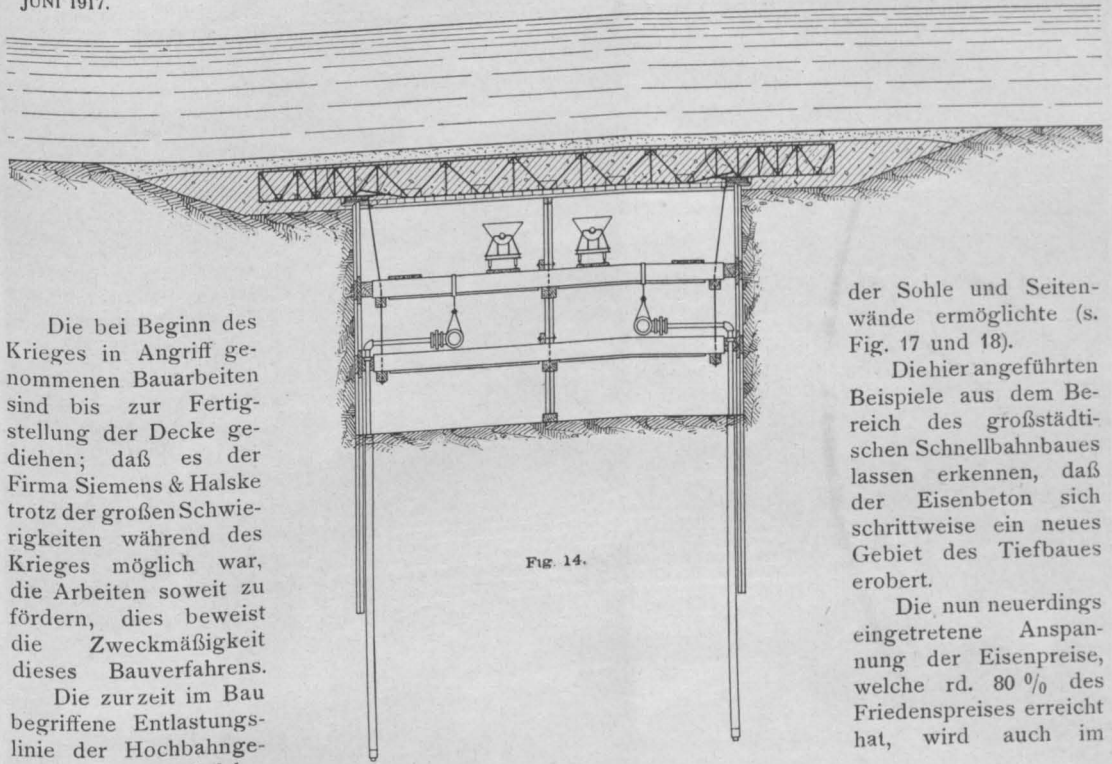 JUNI 1917.
Die bei Beginn des
Krieges in Angriff ge-
nommenen Bauarbeiten
sind bis zur Fertig-
stellung der Decke ge-
diehen; daß es der
Firma Siemens & Halske
trotz der großen Schwie-
rigkeiten während des
Krieges möglich war,
die Arbeiten soweit zu
fördern, dies beweist
die Zweckmäßigkeit
dieses Bauverfahrens.
Die zurzeit im Bau
begriffene Entlastungs-
linie der Hochbahnge-
Fig. 14.
der Sohle und Seiten-
wände ermöglichte (s.
Fig. 17 und 18).
Die hier angeführten
Beispiele aus dem Be-
reich des großstädti-
schen Schnellbahnbaues
lassen erkennen, daß
der Eisenbeton sich
schrittweise ein neues
Gebiet des Tiefbaues
erobert.
Die nun neuerdings
eingetretene Anspan-
nung der Eisenpreise,
welche rd. 80 % des
Friedenspreises erreicht
hat, wird auch im